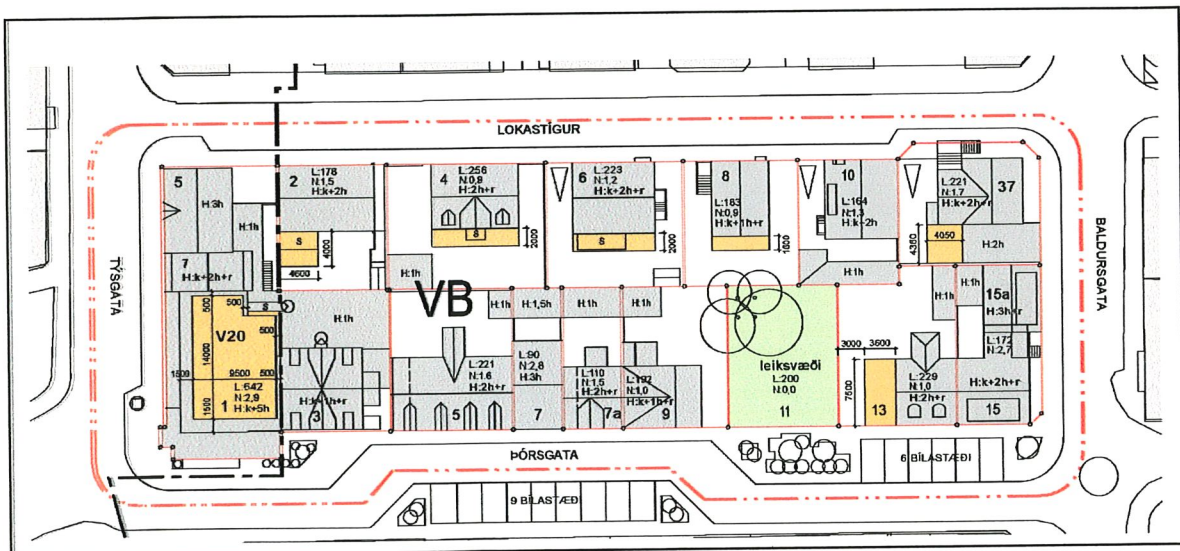 LOKASTÍGUR
5
H:3h
H:1h
7
H:k+2h+r
2
L:178
N:1,5
H:k+2h
S
4000
4600
4
L:256
N:0,9
H:2h+r
S
2000
H:1h
6
L:223
N:1,2
H:k+2h+r
S
2000
8
L:183
N:0,9
H:k+1h+r
1600
10
L:164
N:1,3
H:k+2h
H:1h
L:221
N:1,7
H:k+2h+r
37
4350
4050
H:2h
TÝSGATA
BALDURSGATA
VB
500
500
S
500
V20
14000
1500
9500
500
1500
1
L:642
N:2,9
H:k+5h
H:1h
H:k+1h+r
3
H:1h
L:221
N:1.6
H:2h+r
5
H:1,5h
L:90
N:2,8
H:3h
7
H:1h
L:110
N:1,5
H:2h+r
7a
H:1h
L:192
N:1,0
H:k+1h+r
9
leiksvæði
L:200
N:0,0
11
3000
3600
7500
13
L:229
N:1,0
H:2h+r
H:1h
H:1h
15a
H:3h+r
L:172
N:2,7
H:k+2h+r
15
ÞÓRSGATA
9 BÍLASTÆÐI
6 BÍLASTÆÐI